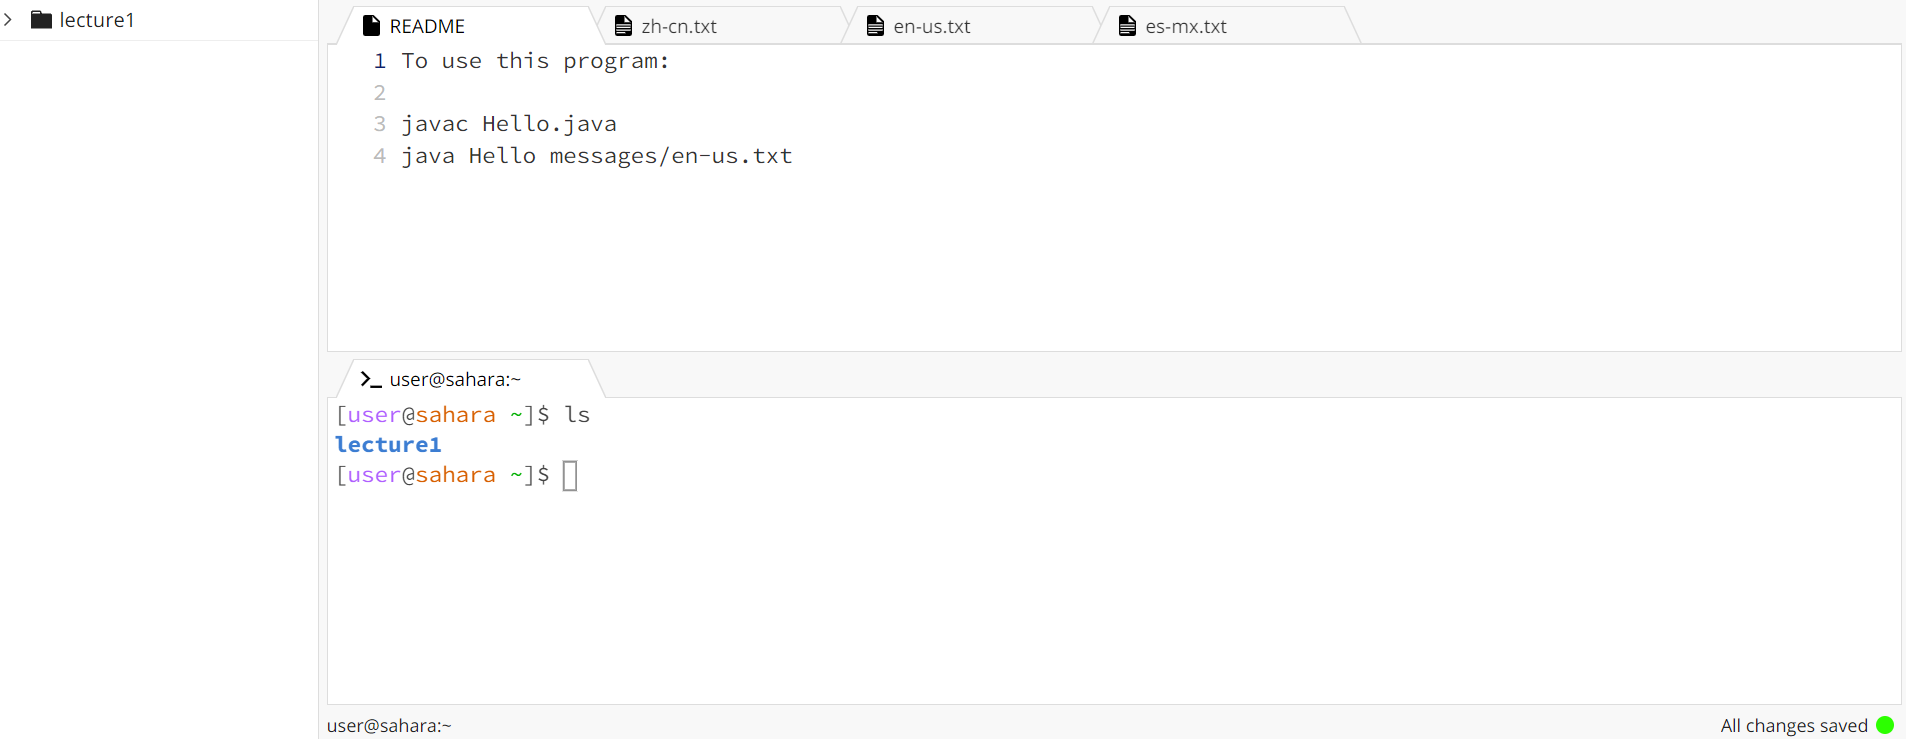 lecture1
README
zh-cn.txt
en-us.txt
es-mx.txt
1 To use this program:
2
3 javac Hello.java
4 java Hello messages/en-us.txt
user@sahara:~
[user@sahara ~]$ ls
lecture1
[user@sahara ~]$
user@sahara:~
All changes saved